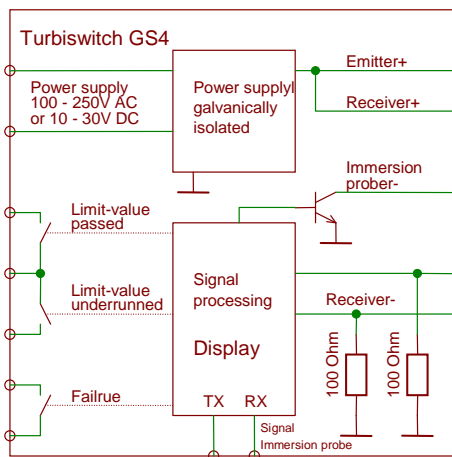 Turbiswitch GS4
Power supply
100 - 250V AC
or 10 - 30V DC
Power supplyl
galvanically
isolated
Emitter+
Receiver+
Immersion
prober-
Limit-value
passed
Limit-value
underrunned
Signal
processing
Display
Receiver-
100 Ohm
100 Ohm
Failrue
TX RX
Signal
Immersion probe